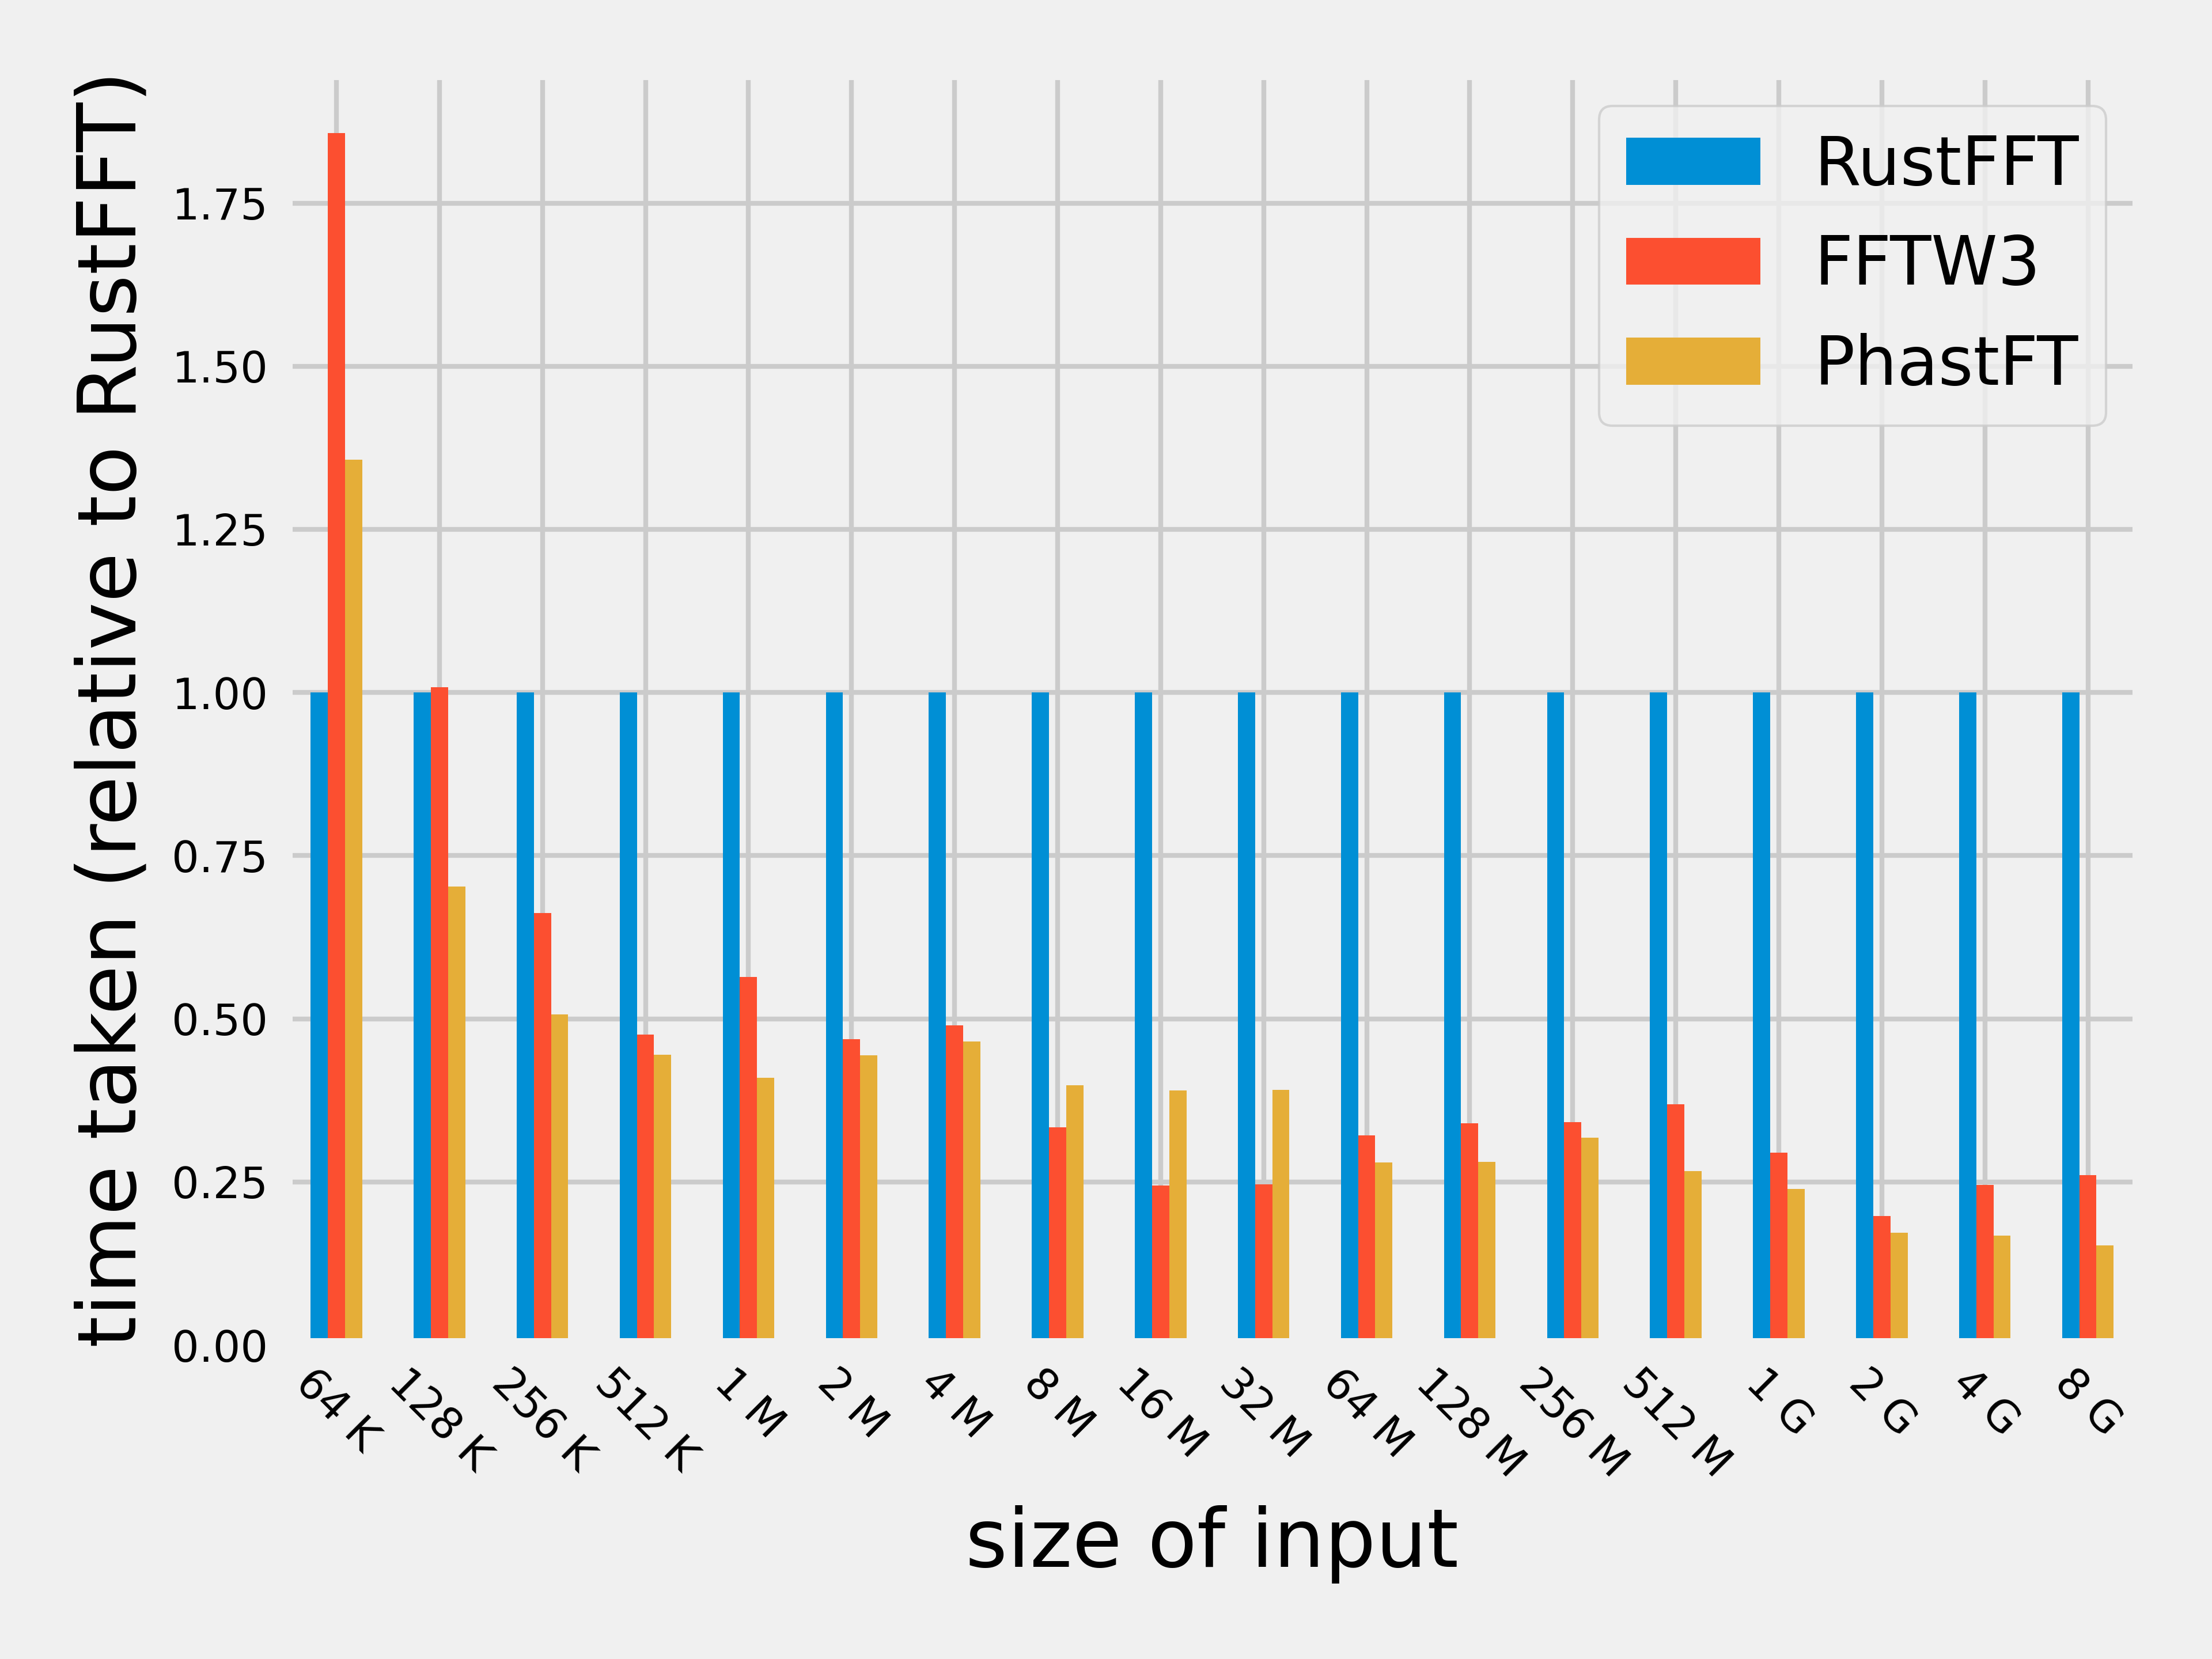 time taken (relative to RustFFT)
1.75
1.50
1.25
1.00
0.75
0.50
0.25
0.00
RustFFT
FFTW3
PhastFT
64 K
128 K
256 K
512 K
1 M
2 M
4 M
8 M
16 M
32 M
64 M
128 M
256 M
512 M
1 G
2 G
4 G
8 G
size of input